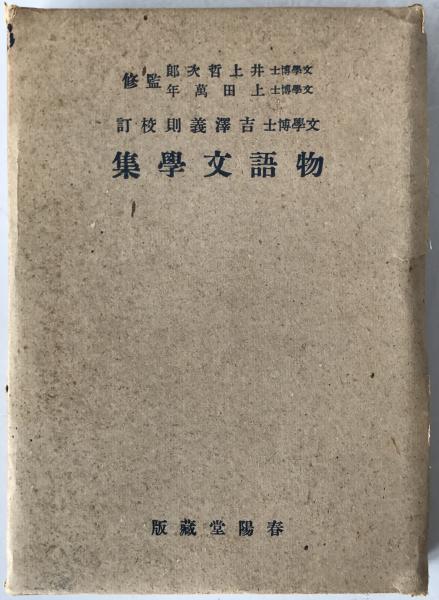 文學博士井上哲次郎
文學博士上田萬年
監修
文學博士吉澤義則校訂
物語文學集
春陽堂藏版